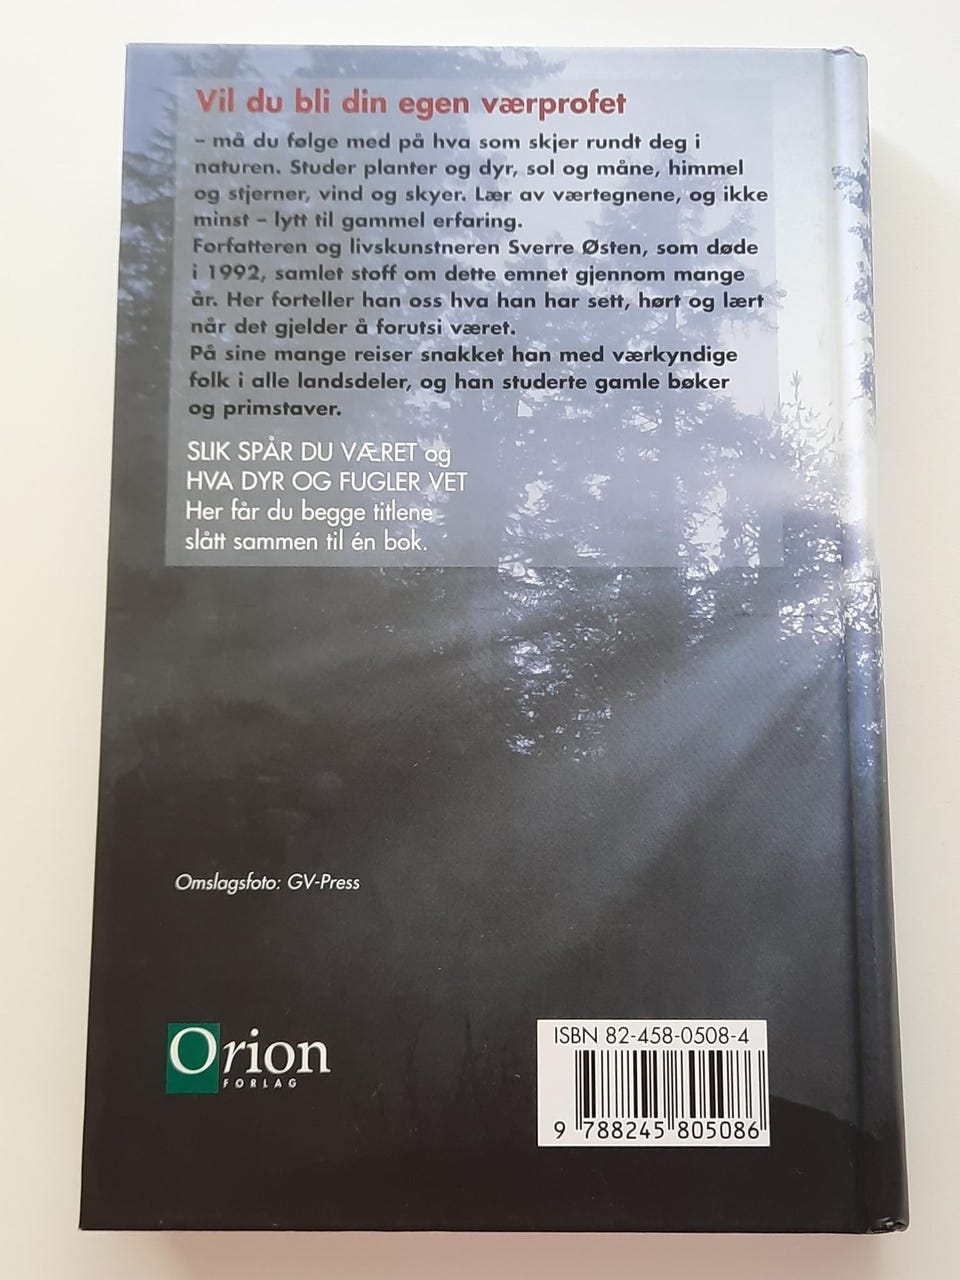 Vil du bli din egen værprofet
– må du følge med på hva som skjer rundt deg i
naturen. Studer planter og dyr, sol og måne, himmel
og stjerner, vind og skyer. Lær av værtegnene, og ikke
minst – lytt til gammel erfaring.
Forfatteren og livskunstneren Sverre Østen, som døde
i 1992, samlet stoff om dette emnet gjennom mange
år. Her forteller han oss hva han har sett, hørt og lært
når det gjelder å forutsi været.
På sine mange reiser snakket han med værkyndige
folk i alle landsdeler, og han studerte gamle bøker
og primstaver.
SLIK SPÅR DU VÆRET og
HVA DYR OG FUGLER VET
Her får du begge titlene
slått sammen til én bok.
Omslagsfoto: GV-Press
Orion
FORLAG
ISBN 82-458-0508-4
9 788245 805086